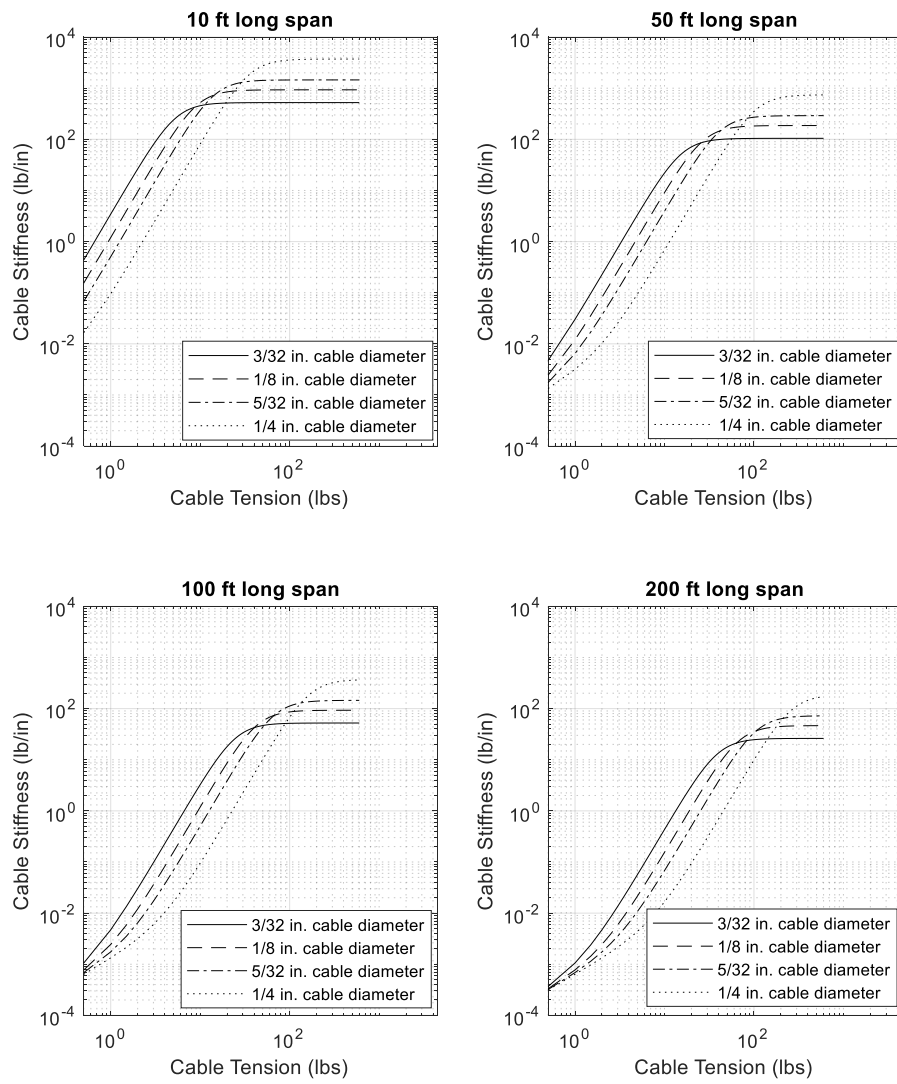 10 ft long span
10^4
10^2
10^0
10^-2
10^-4
Cable Stiffness (lb/in)
3/32 in. cable diameter
1/8 in. cable diameter
5/32 in. cable diameter
1/4 in. cable diameter
10^0
10^2
Cable Tension (lbs)
50 ft long span
10^4
10^2
10^0
10^-2
10^-4
Cable Stiffness (lb/in)
3/32 in. cable diameter
1/8 in. cable diameter
5/32 in. cable diameter
1/4 in. cable diameter
10^0
10^2
Cable Tension (lbs)
100 ft long span
10^4
10^2
10^0
10^-2
10^-4
Cable Stiffness (lb/in)
3/32 in. cable diameter
1/8 in. cable diameter
5/32 in. cable diameter
1/4 in. cable diameter
10^0
10^2
Cable Tension (lbs)
200 ft long span
10^4
10^2
10^0
10^-2
10^-4
Cable Stiffness (lb/in)
3/32 in. cable diameter
1/8 in. cable diameter
5/32 in. cable diameter
1/4 in. cable diameter
10^0
10^2
Cable Tension (lbs)